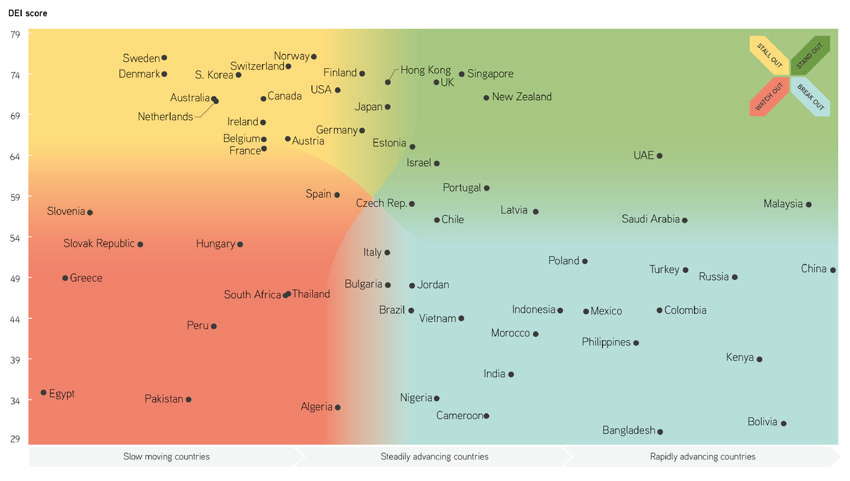 DEI score
79
74
69
64
59
54
49
44
39
34
29
STALL OUT
STAND OUT
WATCH OUT
BREAK OUT
Norway
Sweden
Switzerland
Denmark
S. Korea
Finland
Hong Kong
Singapore
UK
USA
Australia
Canada
New Zealand
Netherlands
Japan
Ireland
Germany
Belgium
Austria
Estonia
France
Israel
UAE
Spain
Portugal
Czech Rep.
Malaysia
Slovenia
Latvia
Chile
Saudi Arabia
Slovak Republic
Hungary
Italy
Poland
Turkey
China
Greece
Russia
Bulgaria
Jordan
South Africa
Thailand
Brazil
Indonesia
Mexico
Colombia
Vietnam
Peru
Morocco
Philippines
Kenya
India
Egypt
Pakistan
Nigeria
Algeria
Cameroon
Bolivia
Bangladesh
Slow moving countries
Steadily advancing countries
Rapidly advancing countries